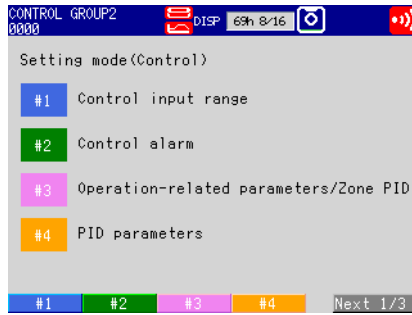 CONTROL GROUP2
0000
DISP
69h 8/16
Setting mode(Control)
#1 Control input range
#2 Control alarm
#3 Operation-related parameters/Zone PID
#4 PID parameters
#1 #2 #3 #4 Next 1/3